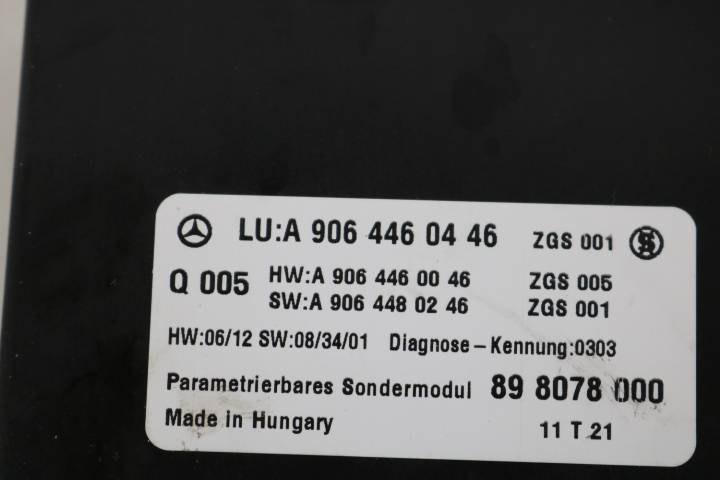 LU:A 906 446 04 46 ZGS 001
Q 005 HW:A 906 446 00 46 ZGS 005
SW:A 906 448 02 46 ZGS 001
HW:06/12 SW:08/34/01 Diagnose – Kennung:0303
Parametrierbares Sondermodul 89 8078 000
Made in Hungary 11 T 21